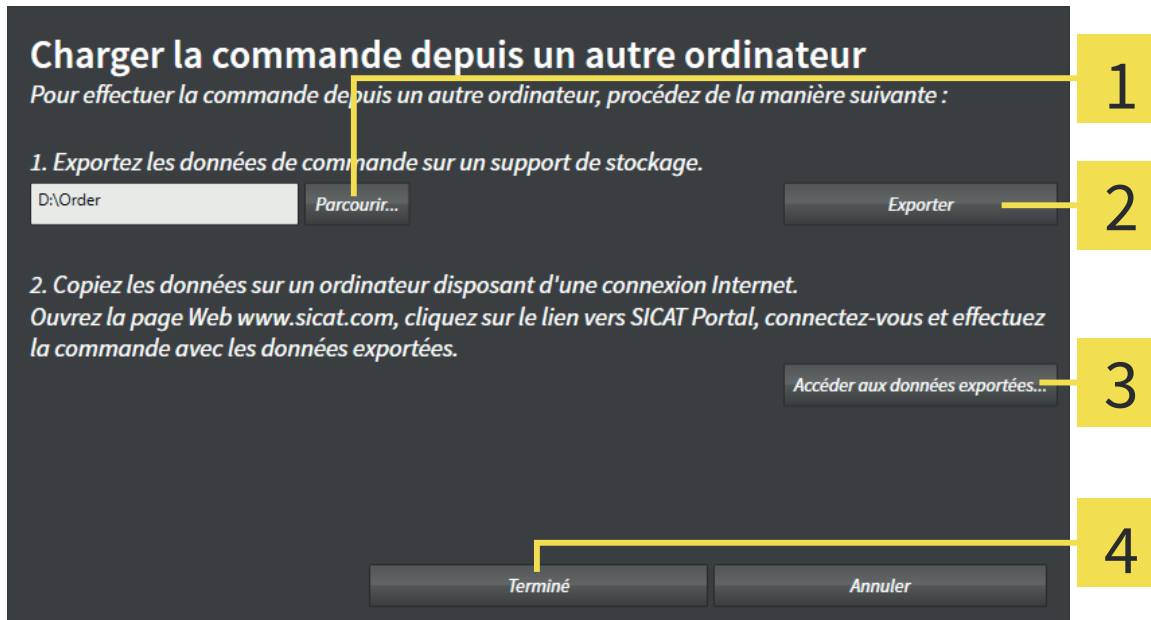 Charger la commande depuis un autre ordinateur
Pour effectuer la commande depuis un autre ordinateur, procédez de la manière suivante :
1
1. Exportez les données de commande sur un support de stockage.
D:\Order
Parcourir...
Exporter
2
2. Copiez les données sur un ordinateur disposant d'une connexion Internet.
Ouvrez la page Web www.sicat.com, cliquez sur le lien vers SICAT Portal, connectez-vous et effectuez
la commande avec les données exportées.
Accéder aux données exportées...
3
4
Terminé
Annuler